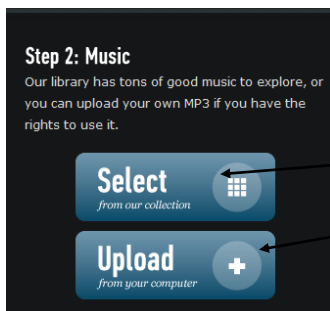 Step 2: Music
Our library has tons of good music to explore, or
you can upload your own MP3 if you have the
rights to use it.
Select
from our collection
Upload
from your computer